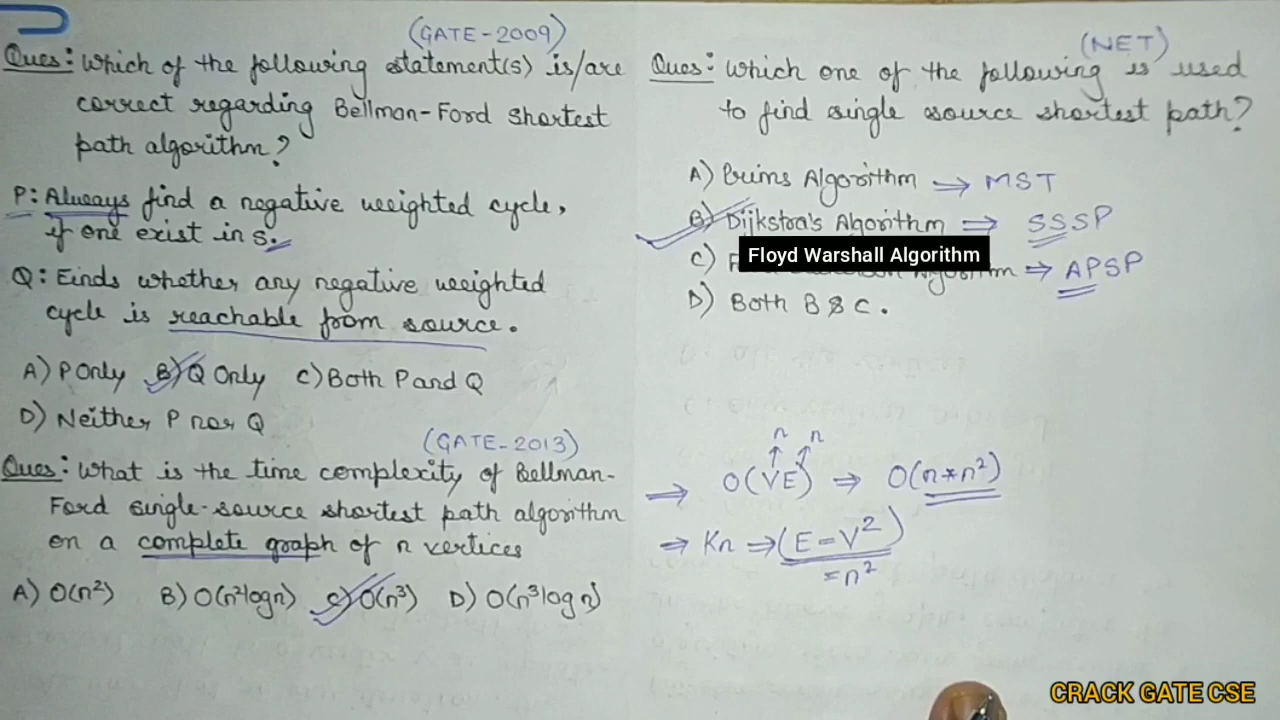 (GATE-2009)
Ques: Which of the following statement(s) is/are
correct regarding Bellman-Ford Shortest
path algorithm?
P: Always find a negative weighted cycle,
if one exist in s.
Q: Finds whether any negative weighted
cycle is reachable from source.
A) P Only B) Q Only C) Both P and Q
D) Neither P nor Q
(GATE-2013)
Ques: What is the time complexity of Bellman-
Ford single-source shortest path algorithm
on a complete graph of n vertices
A) O(n²) B) O(n²logn) C) O(n³) D) O(n³logn)
(NET)
Ques: Which one of the following is used
to find single source shortest path?
A) Prims Algorithm ⇒ MST
B) Dijkstra's Algorithm ⇒ SSSP
Floyd Warshall Algorithm
C) Algorithm ⇒ APSP
D) Both B & C.
n n
⇒ O(VE) ⇒ O(n*n²)
⇒ Kn ⇒ (E=V²)
=n²
CRACK GATE CSE